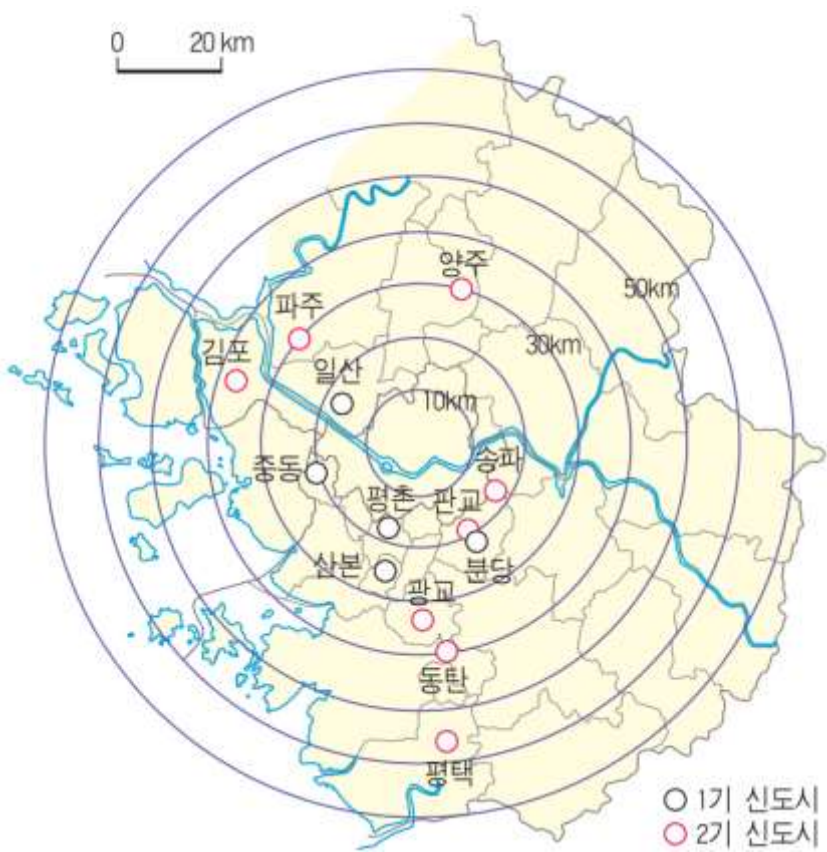 0 20 km
양주
50km
파주
30km
김포
일산
10km
송파
중동
평촌
판교
산본
분당
광교
동탄
평택
1기 신도시
2기 신도시